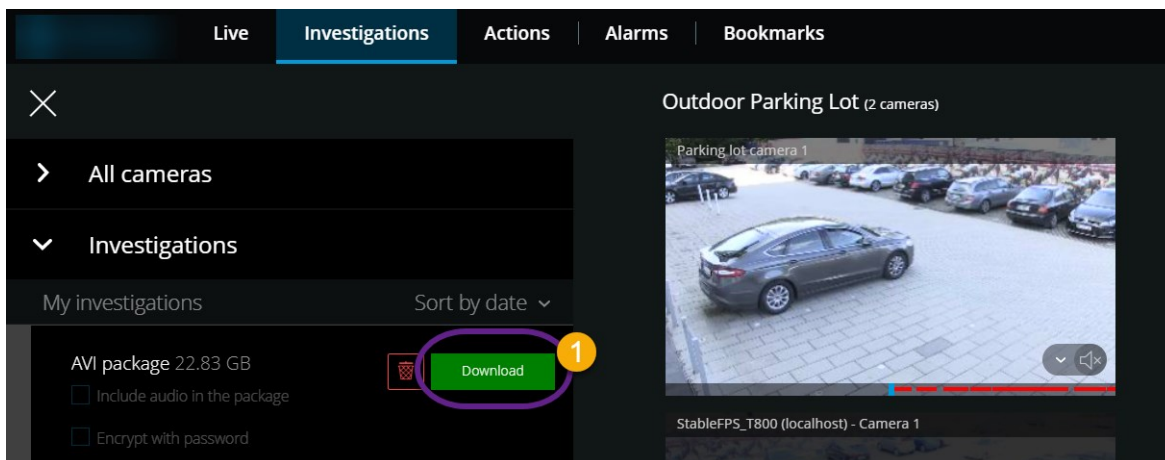 Live Investigations Actions Alarms Bookmarks
Outdoor Parking Lot (2 cameras)
All cameras
Investigations
My investigations Sort by date
AVI package 22.83 GB
Download
1
Include audio in the package
Encrypt with password
Parking lot camera 1
StableFPS_T800 (localhost) - Camera 1